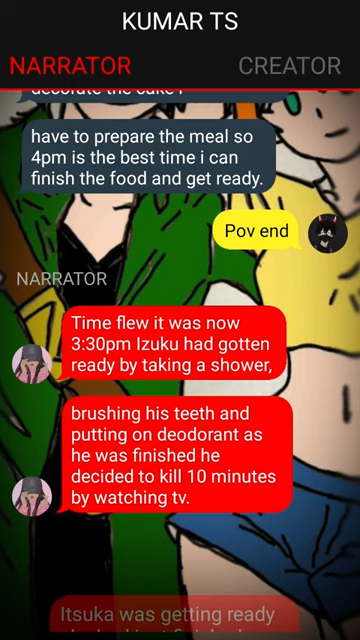 KUMAR TS
NARRATOR
CREATOR
decorate the cake I
have to prepare the meal so
4pm is the best time i can
finish the food and get ready.
Pov end
NARRATOR
Time flew it was now
3:30pm Izuku had gotten
ready by taking a shower,
brushing his teeth and
putting on deodorant as
he was finished he
decided to kill 10 minutes
by watching tv.
Itsuka was getting ready